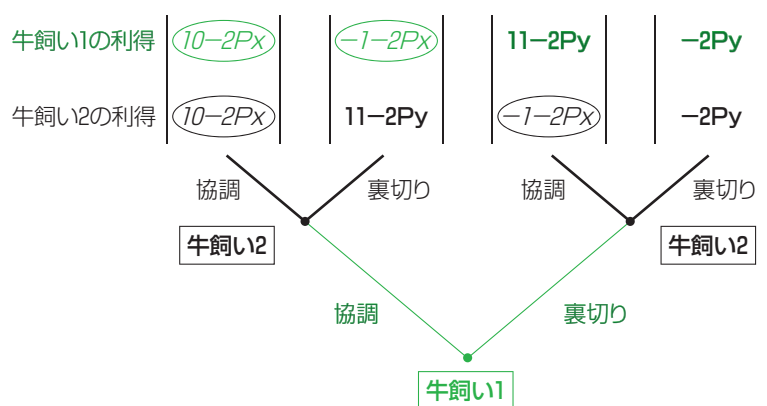 牛飼い1の利得 10−2Px −1−2Px 11−2Py −2Py
牛飼い2の利得 10−2Px 11−2Py −1−2Px −2Py
協調 裏切り 協調 裏切り
牛飼い2 牛飼い2
協調 裏切り
牛飼い1